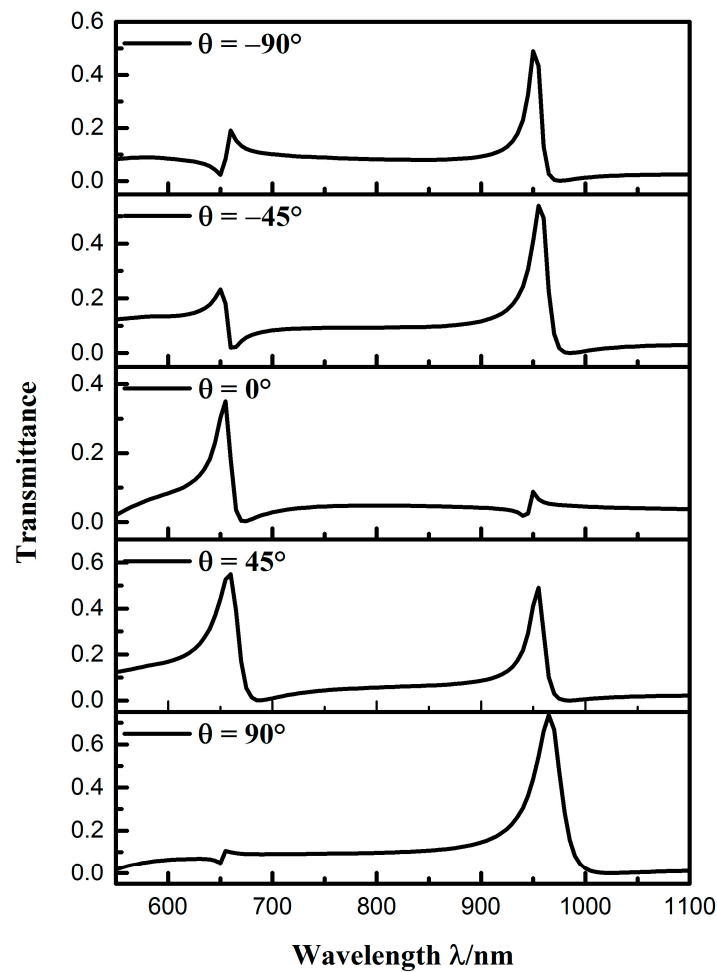 0.6
θ = –90°
0.4
0.2
0.0
θ = –45°
0.4
0.2
0.0
0.4
θ = 0°
0.2
0.0
0.6
θ = 45°
0.4
0.2
0.0
0.6
θ = 90°
0.4
0.2
0.0
600 700 800 900 1000 1100
Wavelength λ/nm
Transmittance